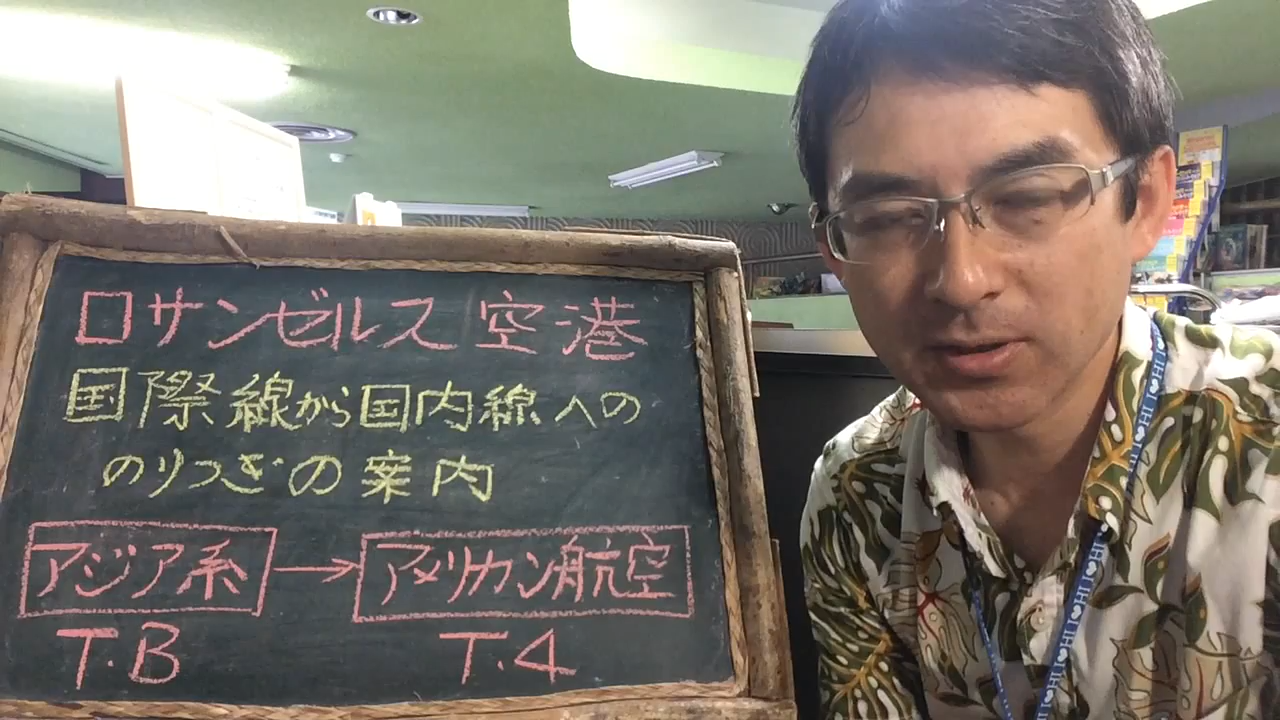 ロサンゼルス空港
国際線から国内線への
のりつぎの案内
アジア系 → アメリカン航空
T.B T.4
I♥HI